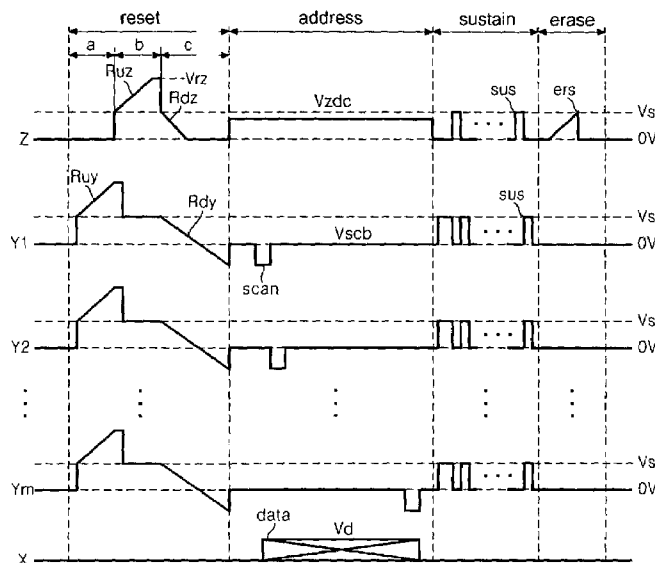 reset address sustain erase
a b c
Ruz Vrz
Rdz Vzdc sus ers Vs
Z 0V
Ruy Rdy sus Vs
Y1 Vscb 0V
scan
Vs
Y2 0V
Vs
Ym 0V
data Vd
X